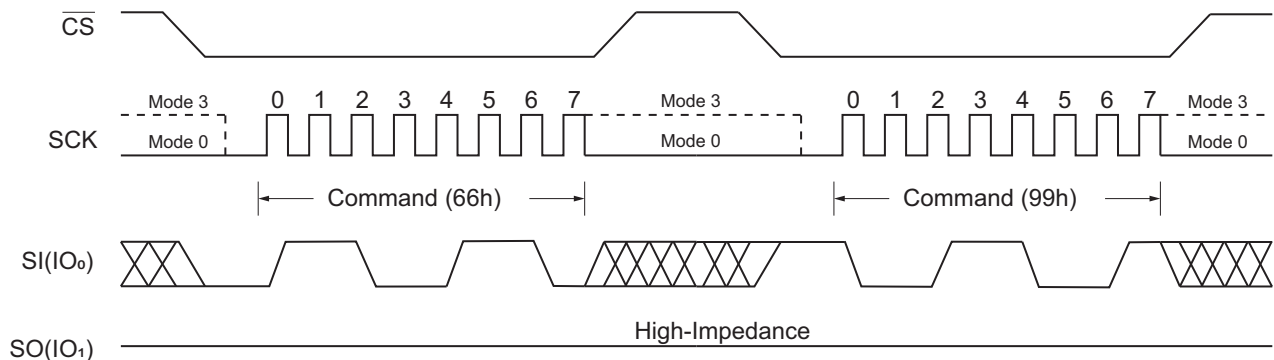 CS
Mode 3 0 1 2 3 4 5 6 7 Mode 3 0 1 2 3 4 5 6 7 Mode 3
SCK Mode 0 Mode 0 Mode 0
Command (66h) Command (99h)
SI(IO₀)
High-Impedance
SO(IO₁)